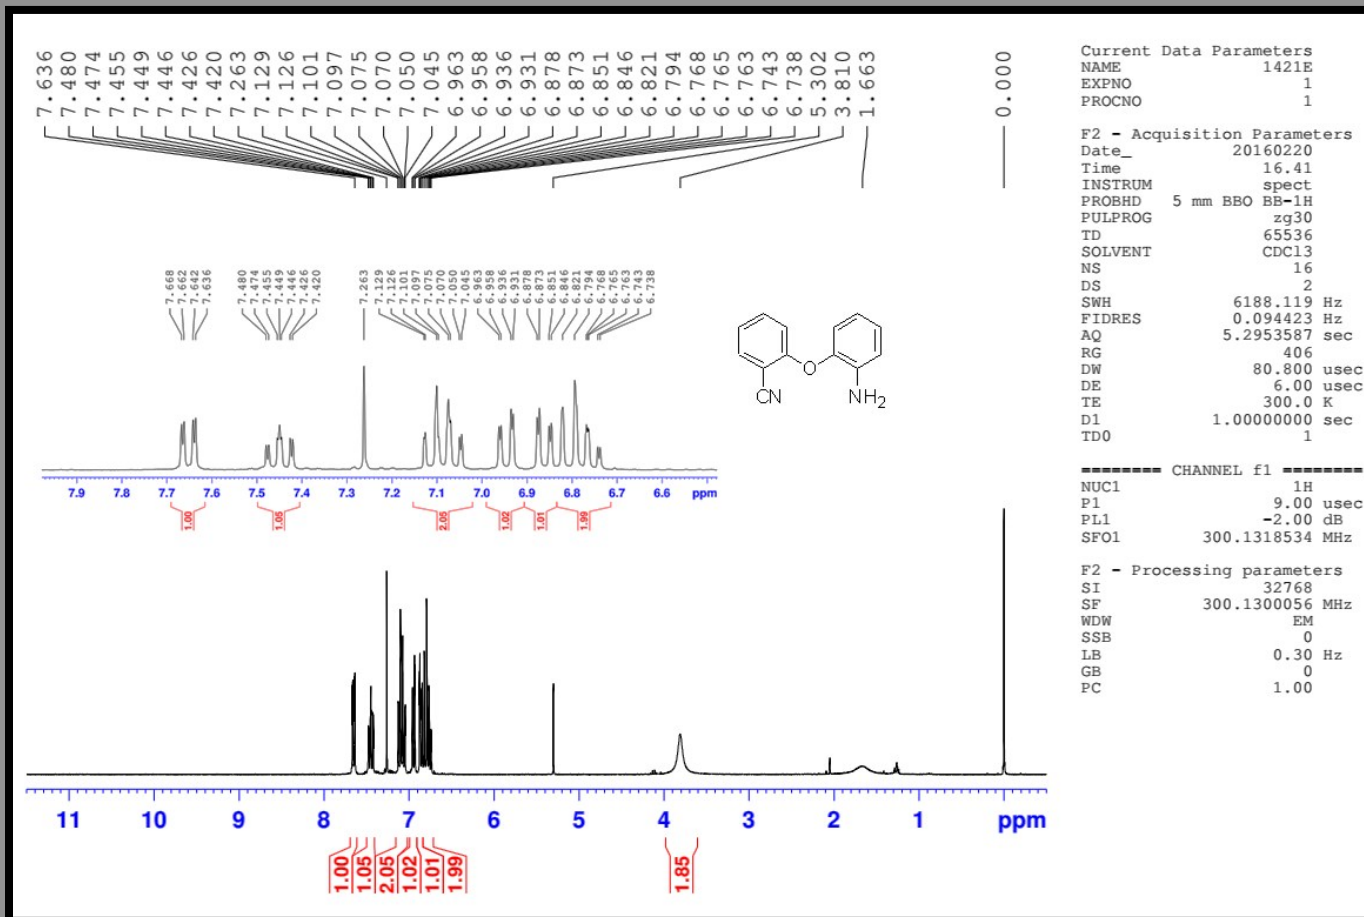 7.636
7.480
7.474
7.455
7.449
7.446
7.426
7.420
7.263
7.129
7.126
7.101
7.097
7.075
7.070
7.050
7.045
6.963
6.958
6.936
6.931
6.878
6.873
6.851
6.846
6.821
6.794
6.768
6.765
6.763
6.743
6.738
5.302
3.810
1.663
0.000
7.668
7.662
7.642
7.636
7.480
7.474
7.455
7.449
7.446
7.426
7.420
7.263
7.129
7.126
7.101
7.097
7.075
7.070
7.050
7.045
6.963
6.958
6.936
6.931
6.878
6.873
6.851
6.846
6.821
6.794
6.768
6.765
6.763
6.743
6.738
O
CN NH2
7.9 7.8 7.7 7.6 7.5 7.4 7.3 7.2 7.1 7.0 6.9 6.8 6.7 6.6 ppm
1.00 1.05 2.05 1.02 1.01 1.99
11 10 9 8 7 6 5 4 3 2 1 ppm
1.00 1.05 2.05 1.02 1.01 1.99 1.85
Current Data Parameters
NAME 1421E
EXPNO 1
PROCNO 1
F2 - Acquisition Parameters
Date_ 20160220
Time 16.41
INSTRUM spect
PROBHD 5 mm BBO BB-1H
PULPROG zg30
TD 65536
SOLVENT CDCl3
NS 16
DS 2
SWH 6188.119 Hz
FIDRES 0.094423 Hz
AQ 5.2953587 sec
RG 406
DW 80.800 usec
DE 6.00 usec
TE 300.0 K
D1 1.00000000 sec
TD0 1
======== CHANNEL f1 ========
NUC1 1H
P1 9.00 usec
PL1 -2.00 dB
SFO1 300.1318534 MHz
F2 - Processing parameters
SI 32768
SF 300.1300056 MHz
WDW EM
SSB 0
LB 0.30 Hz
GB 0
PC 1.00